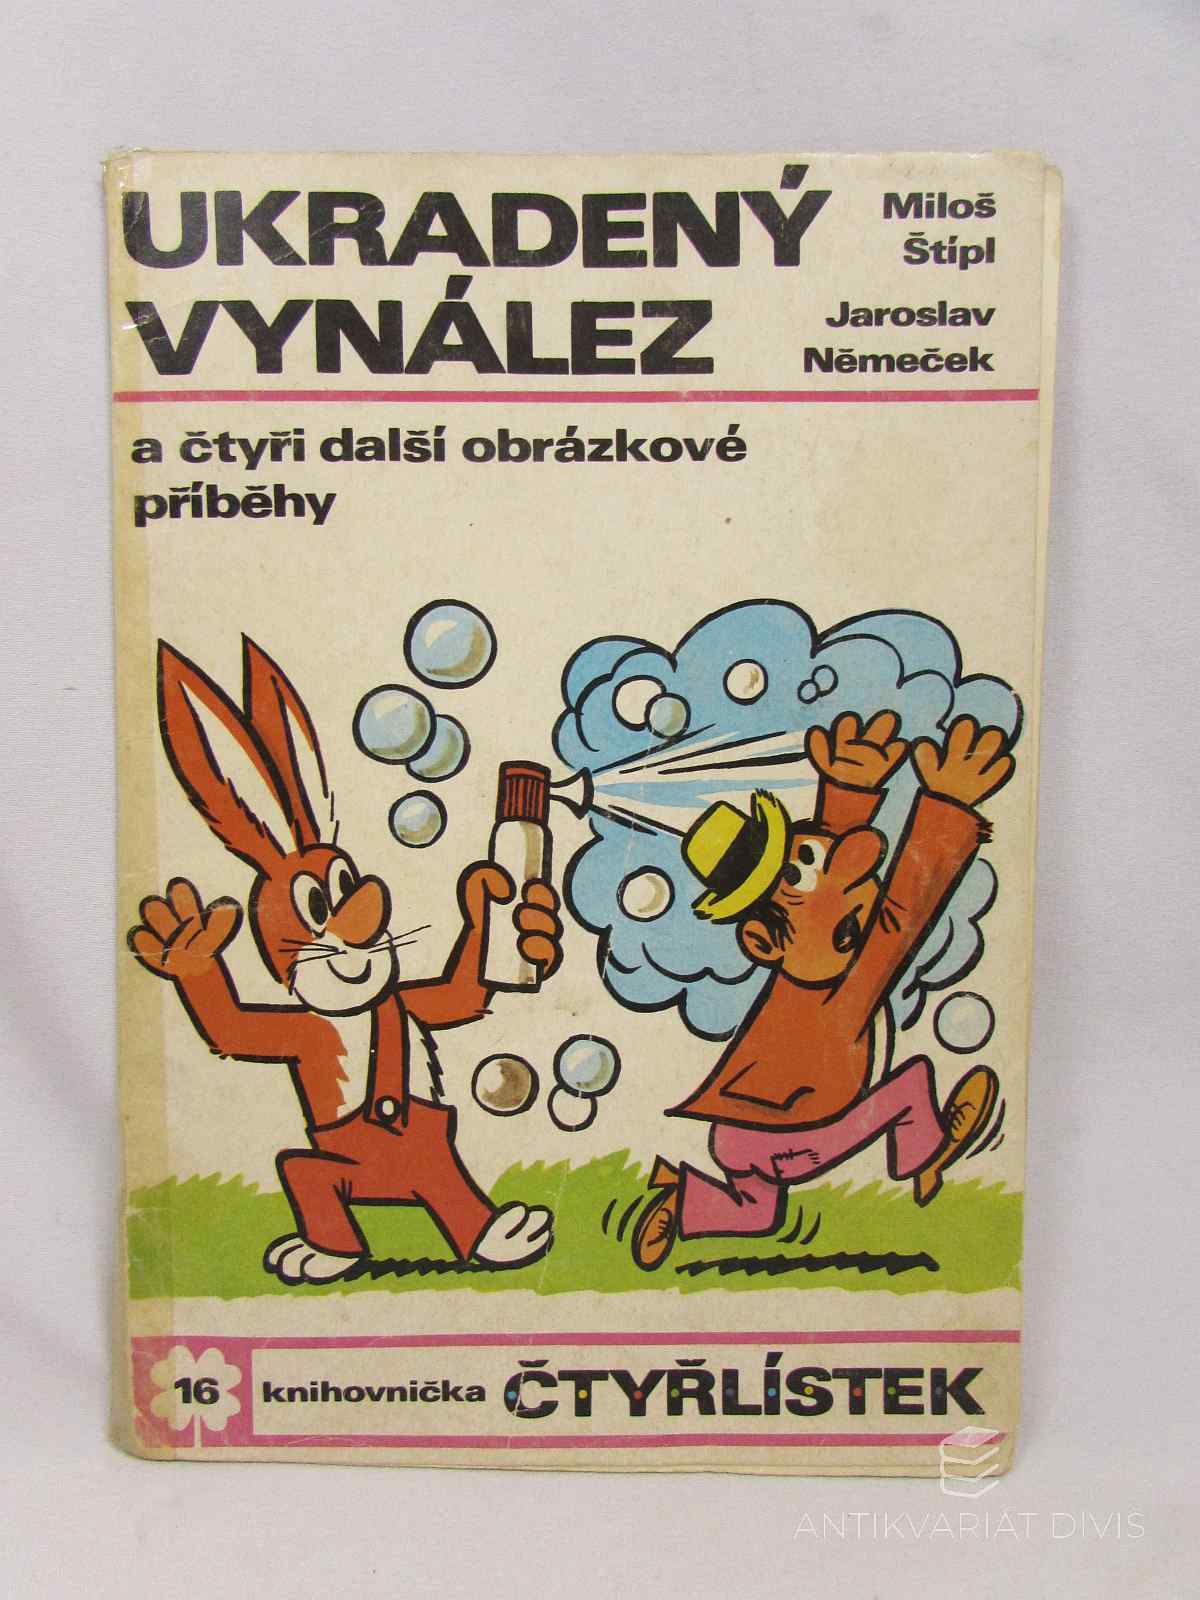 UKRADENÝ
VYNÁLEZ
Miloš
Štípl
Jaroslav
Němeček
a čtyři další obrázkové
příběhy
16
knihovnička ČTYŘLÍSTEK
ANTIKVARIÁT DIVIŠ